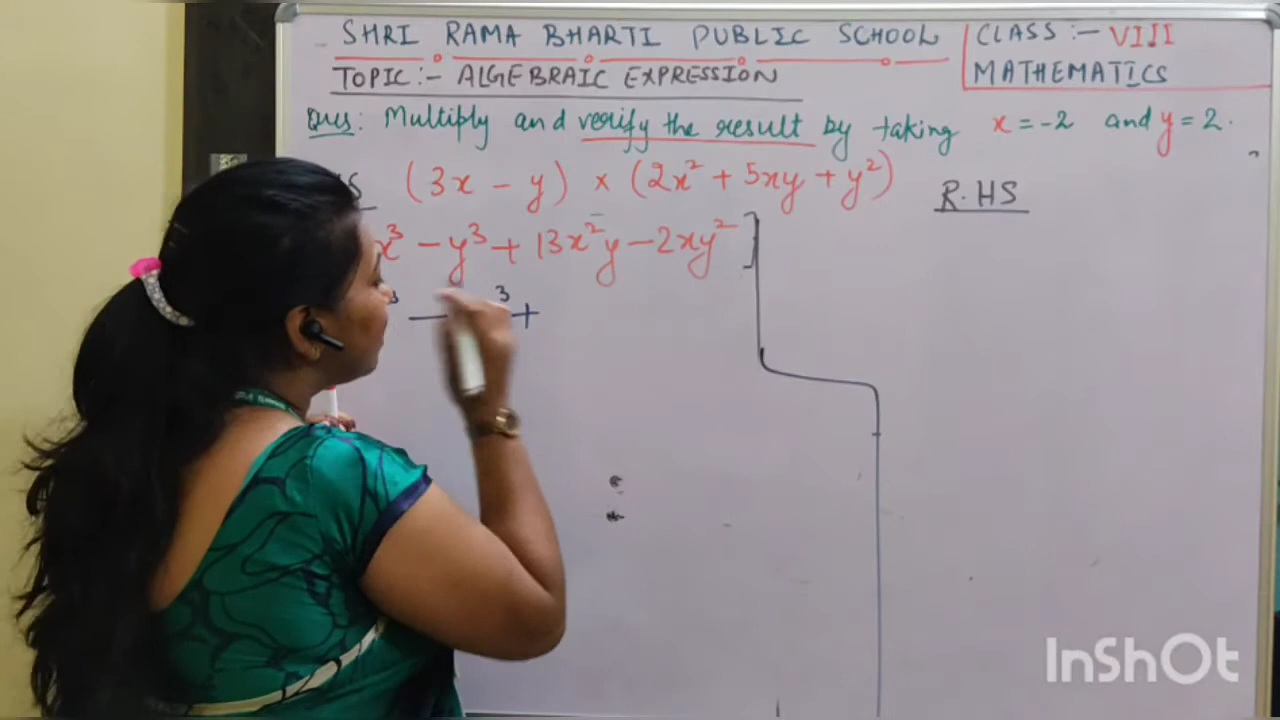 SHRI RAMA BHARTI PUBLIC SCHOOL
CLASS :- VIII
MATHEMATICS
TOPIC :- ALGEBRAIC EXPRESSION
Ques: Multiply and verify the result by taking x = -2 and y = 2.
(3x - y) × (2x² + 5xy + y²)
R.HS
x³ - y³ + 13x²y - 2xy²
³ +
InShOt